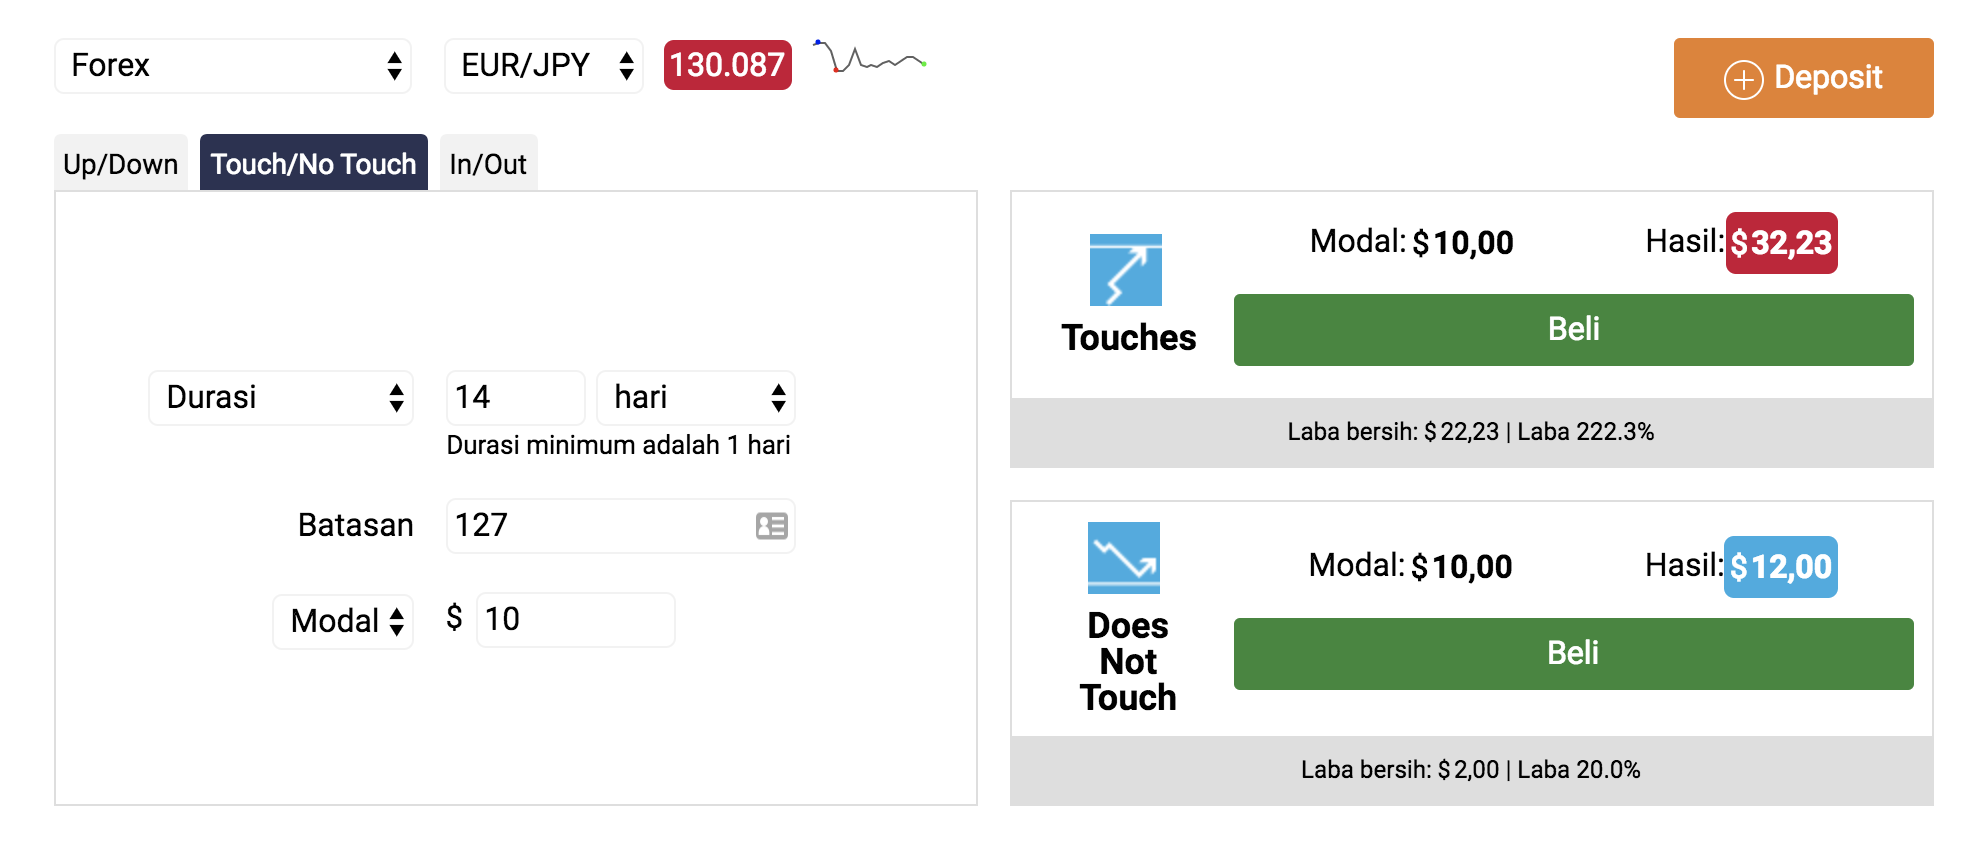 Forex
EUR/JPY
130.087
Deposit
Up/Down
Touch/No Touch
In/Out
Durasi
14
hari
Durasi minimum adalah 1 hari
Batasan
127
Modal
$
10
Modal: $ 10,00
Hasil: $ 32,23
Touches
Beli
Laba bersih: $ 22,23 | Laba 222.3%
Modal: $ 10,00
Hasil: $ 12,00
Does
Not
Touch
Beli
Laba bersih: $ 2,00 | Laba 20.0%